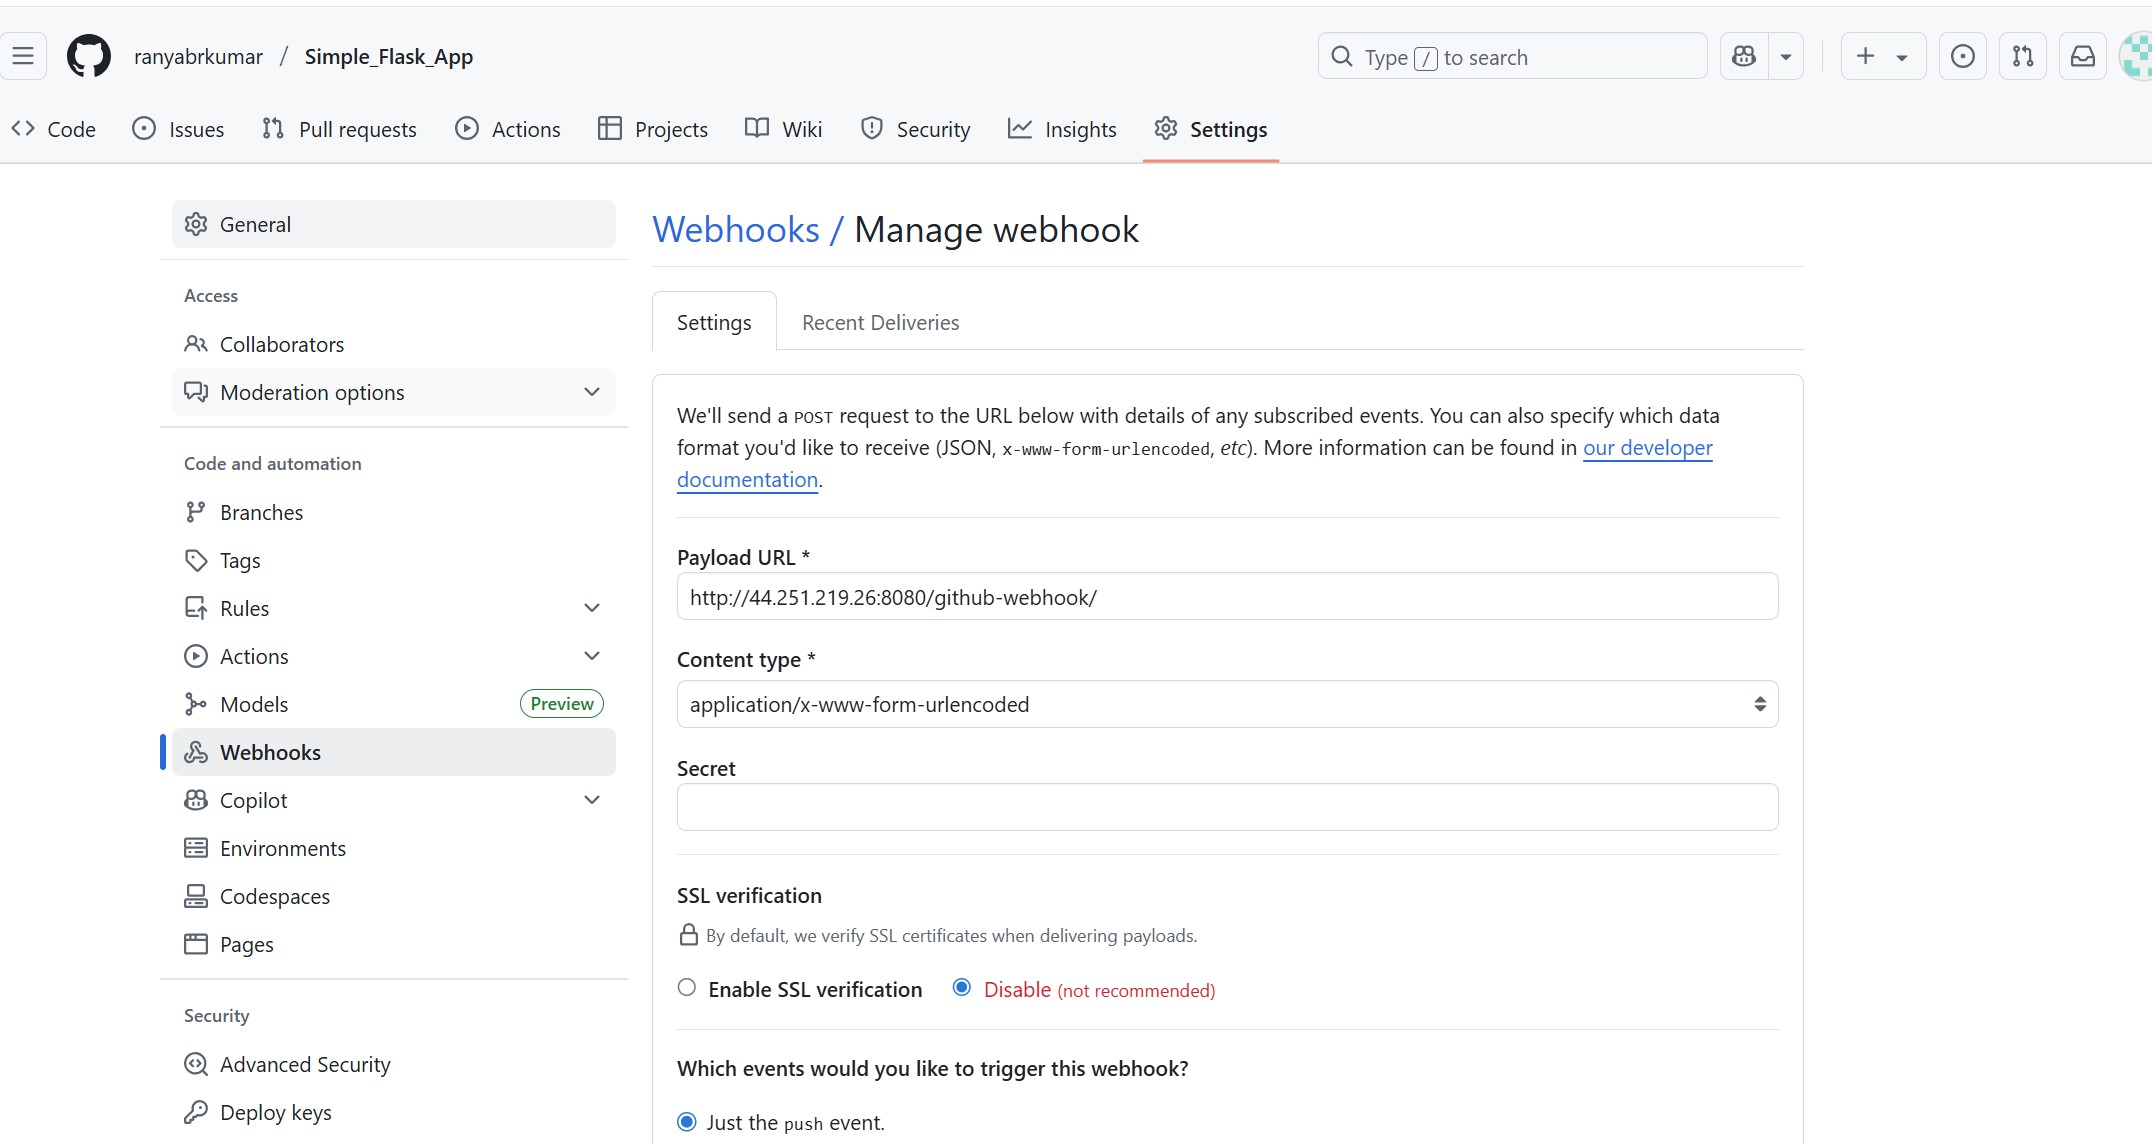 ranyabrkumar / Simple_Flask_App
Type / to search
Code
Issues
Pull requests
Actions
Projects
Wiki
Security
Insights
Settings
General
Access
Collaborators
Moderation options
Code and automation
Branches
Tags
Rules
Actions
Models
Preview
Webhooks
Copilot
Environments
Codespaces
Pages
Security
Advanced Security
Deploy keys
Webhooks / Manage webhook
Settings
Recent Deliveries
We'll send a POST request to the URL below with details of any subscribed events. You can also specify which data
format you'd like to receive (JSON, x-www-form-urlencoded, etc). More information can be found in our developer
documentation.
Payload URL *
http://44.251.219.26:8080/github-webhook/
Content type *
application/x-www-form-urlencoded
Secret
SSL verification
By default, we verify SSL certificates when delivering payloads.
Enable SSL verification
Disable (not recommended)
Which events would you like to trigger this webhook?
Just the push event.